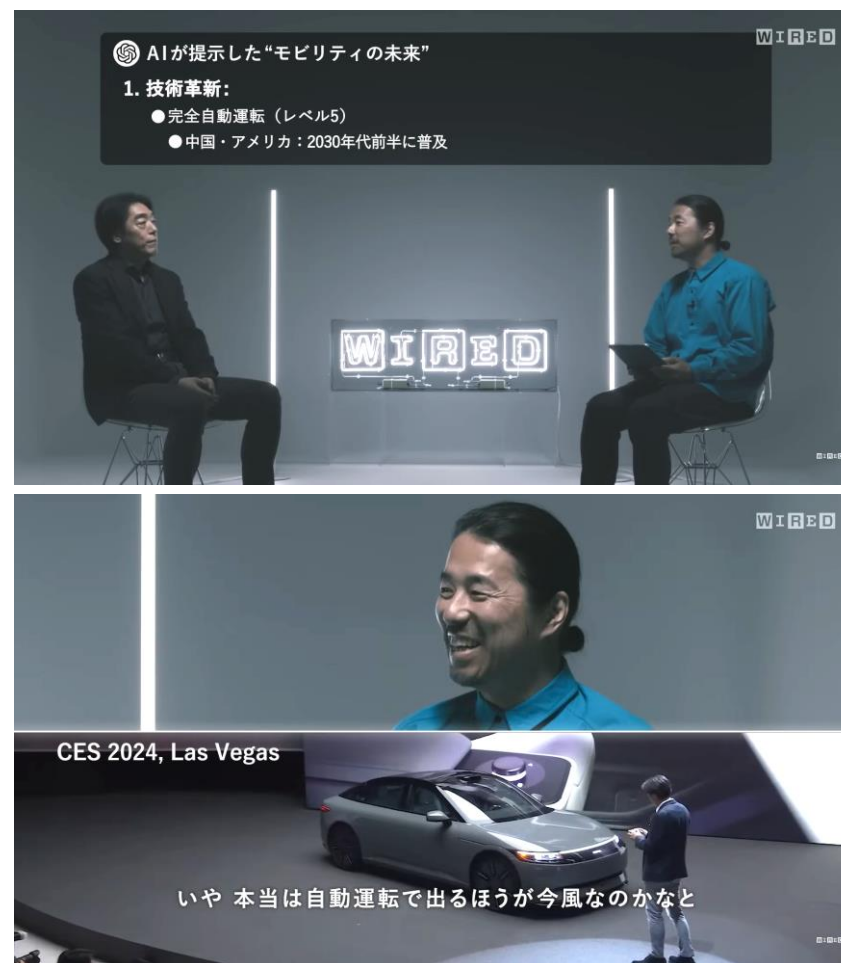 WIRED
AIが提示した“モビリティの未来”
1. 技術革新:
●完全自動運転（レベル5）
●中国・アメリカ：2030年代前半に普及
WIRED
WIRED
WIRED
CES 2024, Las Vegas
いや 本当は自動運転で出るほうが今風なのかなと
WIRED